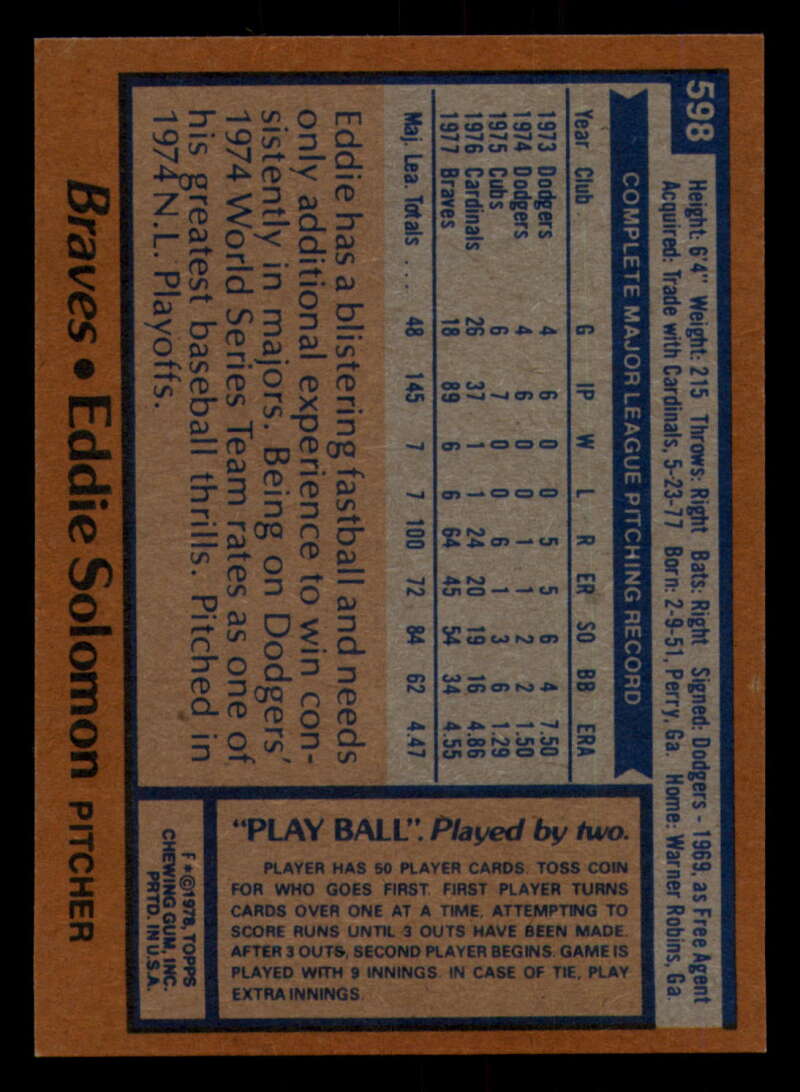 598
Height: 6'4" Weight: 215 Throws: Right Bats: Right Signed: Dodgers - 1969, as Free Agent
Acquired: Trade with Cardinals, 5-23-77 Born: 2-9-51, Perry, Ga. Home: Warner Robins, Ga.
COMPLETE MAJOR LEAGUE PITCHING RECORD
Year Club G IP W L R ER SO BB ERA
1973 Dodgers 4 6 0 0 5 5 6 4 7.50
1974 Dodgers 4 6 0 0 1 1 2 2 1.50
1975 Cubs 6 7 0 0 6 1 3 6 1.29
1976 Cardinals 26 37 1 1 24 20 19 16 4.86
1977 Braves 18 89 6 6 64 45 54 34 4.55
Maj. Lea. Totals .... 48 145 7 7 100 72 84 62 4.47
Eddie has a blistering fastball and needs
only additional experience to win con-
sistently in majors. Being on Dodgers'
1974 World Series Team rates as one of
his greatest baseball thrills. Pitched in
1974 N.L. Playoffs.
"PLAY BALL". Played by two.
PLAYER HAS 50 PLAYER CARDS. TOSS COIN
FOR WHO GOES FIRST. FIRST PLAYER TURNS
CARDS OVER ONE AT A TIME, ATTEMPTING TO
SCORE RUNS UNTIL 3 OUTS HAVE BEEN MADE.
AFTER 3 OUTS, SECOND PLAYER BEGINS. GAME IS
PLAYED WITH 9 INNINGS. IN CASE OF TIE, PLAY
EXTRA INNINGS.
F*©1978, TOPPS
CHEWING GUM, INC.
PRTD. IN U.S.A.
Braves • Eddie Solomon PITCHER